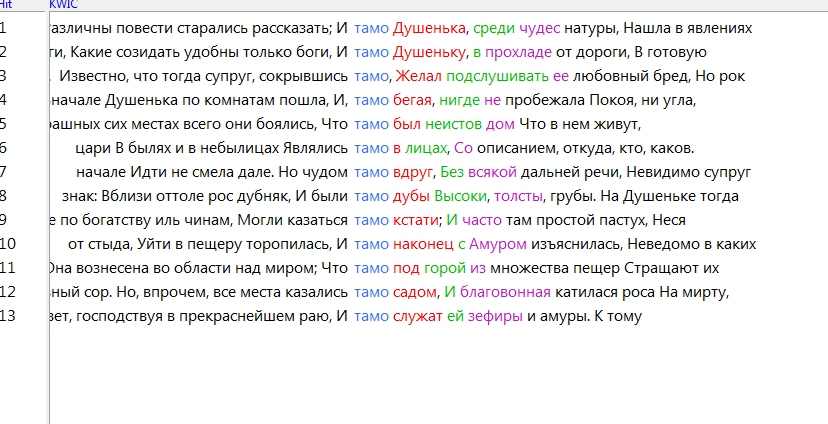 Hit KWIC
1 различны повести старались рассказать; И тамо Душенька, среди чудес натуры, Нашла в явлениях
2 ги, Какие созидать удобны только боги, И тамо Душеньку, в прохладе от дороги, В готовую
3 , Известно, что тогда супруг, сокрывшись тамо, Желал подслушивать ее любовный бред, Но рок
4 начале Душенька по комнатам пошла, И, тамо бегая, нигде не пробежала Покоя, ни угла,
5 рашных сих местах всего они боялись, Что тамо был неистов дом Что в нем живут,
6 цари В былях и в небылицах Являлись тамо в лицах, Со описанием, откуда, кто, каков.
7 начале Идти не смела дале. Но чудом тамо вдруг, Без всякой дальней речи, Невидимо супруг
8 знак: Вблизи оттоле рос дубняк, И были тамо дубы Высоки, толсты, грубы. На Душеньке тогда
9 е по богатству иль чинам, Могли казаться тамо кстати; И часто там простой пастух, Неся
10 от стыда, Уйти в пещеру торопилась, И тамо наконец с Амуром изъяснилась, Неведомо в каких
11 Она вознесена во области над миром; Что тамо под горой из множества пещер Стращают их
12 ный сор. Но, впрочем, все места казались тамо садом, И благовонная катилася роса На мирту,
13 вет, господствуя в прекраснейшем раю, И тамо служат ей зефиры и амуры. К тому